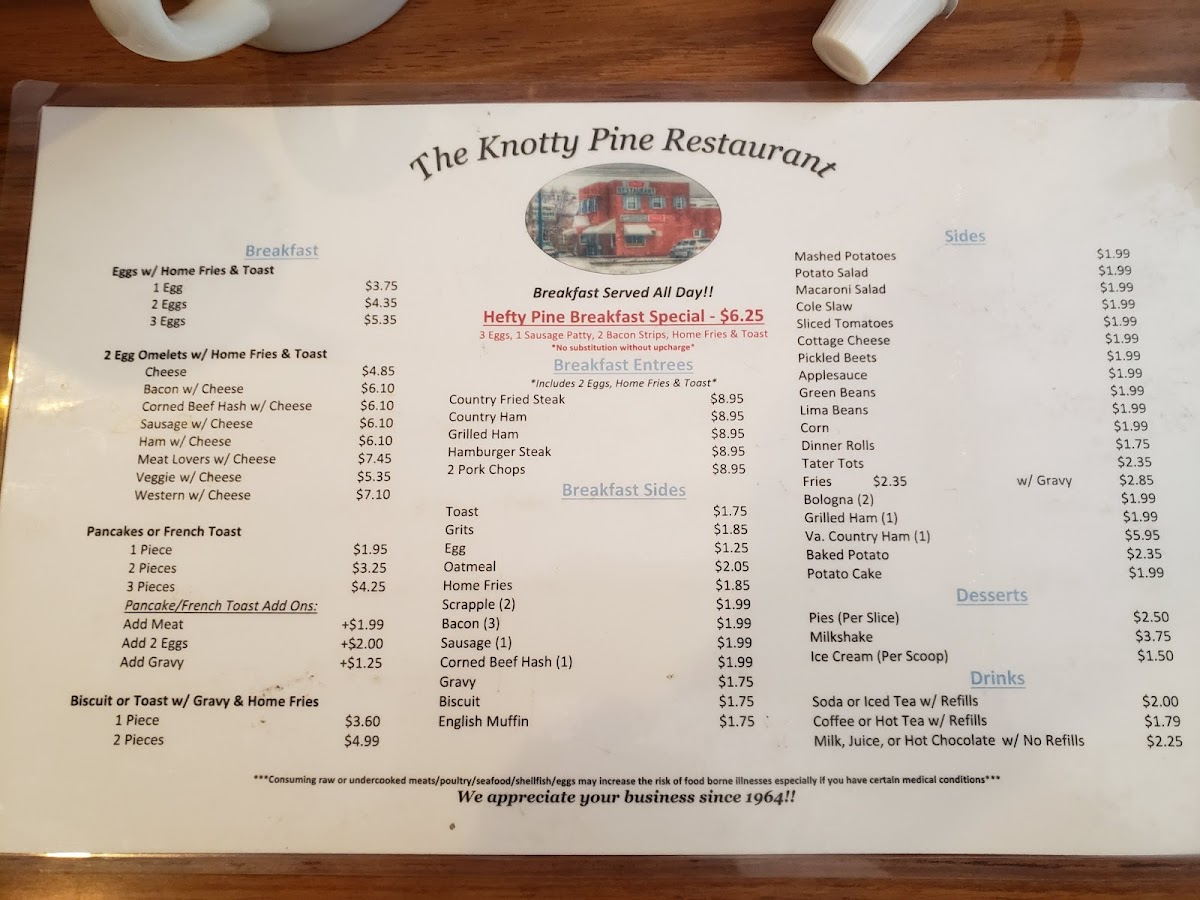 The Knotty Pine Restaurant
Breakfast
Eggs w/ Home Fries & Toast
1 Egg $3.75
2 Eggs $4.35
3 Eggs $5.35
2 Egg Omelets w/ Home Fries & Toast
Cheese $4.85
Bacon w/ Cheese $6.10
Corned Beef Hash w/ Cheese $6.10
Sausage w/ Cheese $6.10
Ham w/ Cheese $6.10
Meat Lovers w/ Cheese $7.45
Veggie w/ Cheese $5.35
Western w/ Cheese $7.10
Pancakes or French Toast
1 Piece $1.95
2 Pieces $3.25
3 Pieces $4.25
Pancake/French Toast Add Ons:
Add Meat +$1.99
Add 2 Eggs +$2.00
Add Gravy +$1.25
Biscuit or Toast w/ Gravy & Home Fries
1 Piece $3.60
2 Pieces $4.99
Breakfast Served All Day!!
Hefty Pine Breakfast Special - $6.25
3 Eggs, 1 Sausage Patty, 2 Bacon Strips, Home Fries & Toast
*No substitution without upcharge*
Breakfast Entrees
*Includes 2 Eggs, Home Fries & Toast*
Country Fried Steak $8.95
Country Ham $8.95
Grilled Ham $8.95
Hamburger Steak $8.95
2 Pork Chops $8.95
Breakfast Sides
Toast $1.75
Grits $1.85
Egg $1.25
Oatmeal $2.05
Home Fries $1.85
Scrapple (2) $1.99
Bacon (3) $1.99
Sausage (1) $1.99
Corned Beef Hash (1) $1.99
Gravy $1.75
Biscuit $1.75
English Muffin $1.75
Sides
Mashed Potatoes $1.99
Potato Salad $1.99
Macaroni Salad $1.99
Cole Slaw $1.99
Sliced Tomatoes $1.99
Cottage Cheese $1.99
Pickled Beets $1.99
Applesauce $1.99
Green Beans $1.99
Lima Beans $1.99
Corn $1.99
Dinner Rolls $1.75
Tater Tots $2.35
Fries $2.35 w/ Gravy $2.85
Bologna (2) $1.99
Grilled Ham (1) $1.99
Va. Country Ham (1) $5.95
Baked Potato $2.35
Potato Cake $1.99
Desserts
Pies (Per Slice) $2.50
Milkshake $3.75
Ice Cream (Per Scoop) $1.50
Drinks
Soda or Iced Tea w/ Refills $2.00
Coffee or Hot Tea w/ Refills $1.79
Milk, Juice, or Hot Chocolate w/ No Refills $2.25
***Consuming raw or undercooked meats/poultry/seafood/shellfish/eggs may increase the risk of food borne illnesses especially if you have certain medical conditions***
We appreciate your business since 1964!!